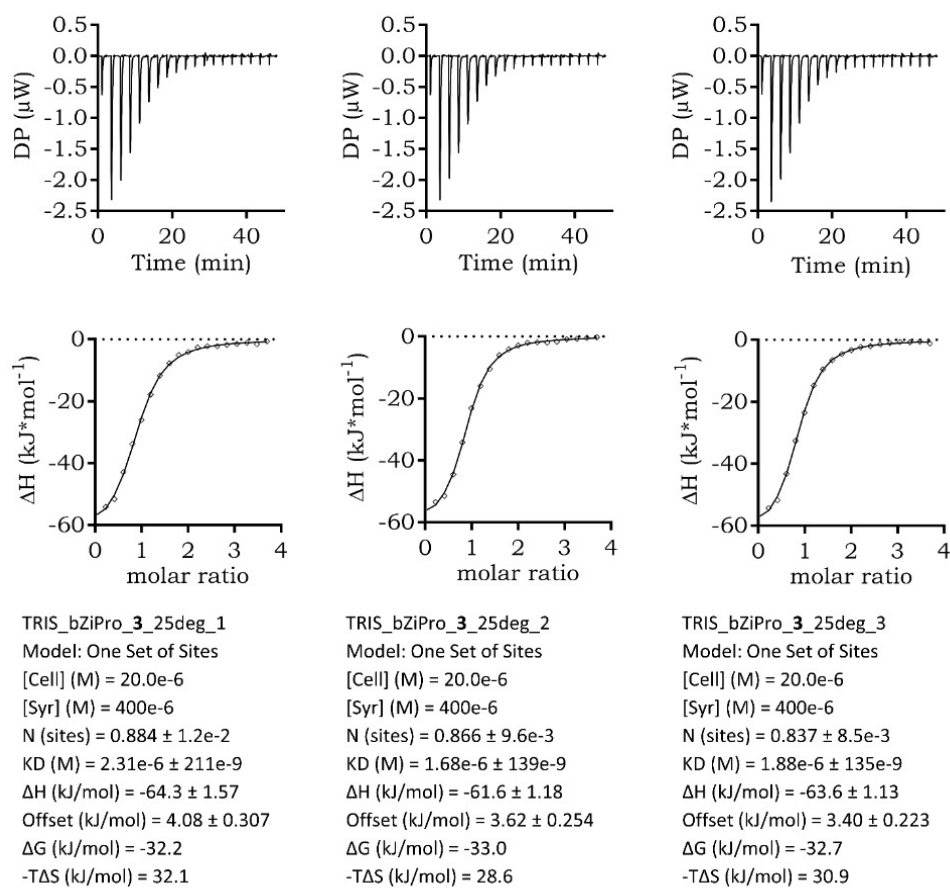 0.5
0.0
-0.5
-1.0
-1.5
-2.0
-2.5
DP (µW)
0 20 40
Time (min)
0.5
0.0
-0.5
-1.0
-1.5
-2.0
-2.5
DP (µW)
0 20 40
Time (min)
0.5
0.0
-0.5
-1.0
-1.5
-2.0
-2.5
DP (µW)
0 20 40
Time (min)
0
-20
-40
-60
ΔH (kJ*mol⁻¹)
0 1 2 3 4
molar ratio
0
-20
-40
-60
ΔH (kJ*mol⁻¹)
0 1 2 3 4
molar ratio
0
-20
-40
-60
ΔH (kJ*mol⁻¹)
0 1 2 3 4
molar ratio
TRIS_bZiPro_3_25deg_1
Model: One Set of Sites
[Cell] (M) = 20.0e-6
[Syr] (M) = 400e-6
N (sites) = 0.884 ± 1.2e-2
KD (M) = 2.31e-6 ± 211e-9
ΔH (kJ/mol) = -64.3 ± 1.57
Offset (kJ/mol) = 4.08 ± 0.307
ΔG (kJ/mol) = -32.2
-TΔS (kJ/mol) = 32.1
TRIS_bZiPro_3_25deg_2
Model: One Set of Sites
[Cell] (M) = 20.0e-6
[Syr] (M) = 400e-6
N (sites) = 0.866 ± 9.6e-3
KD (M) = 1.68e-6 ± 139e-9
ΔH (kJ/mol) = -61.6 ± 1.18
Offset (kJ/mol) = 3.62 ± 0.254
ΔG (kJ/mol) = -33.0
-TΔS (kJ/mol) = 28.6
TRIS_bZiPro_3_25deg_3
Model: One Set of Sites
[Cell] (M) = 20.0e-6
[Syr] (M) = 400e-6
N (sites) = 0.837 ± 8.5e-3
KD (M) = 1.88e-6 ± 135e-9
ΔH (kJ/mol) = -63.6 ± 1.13
Offset (kJ/mol) = 3.40 ± 0.223
ΔG (kJ/mol) = -32.7
-TΔS (kJ/mol) = 30.9